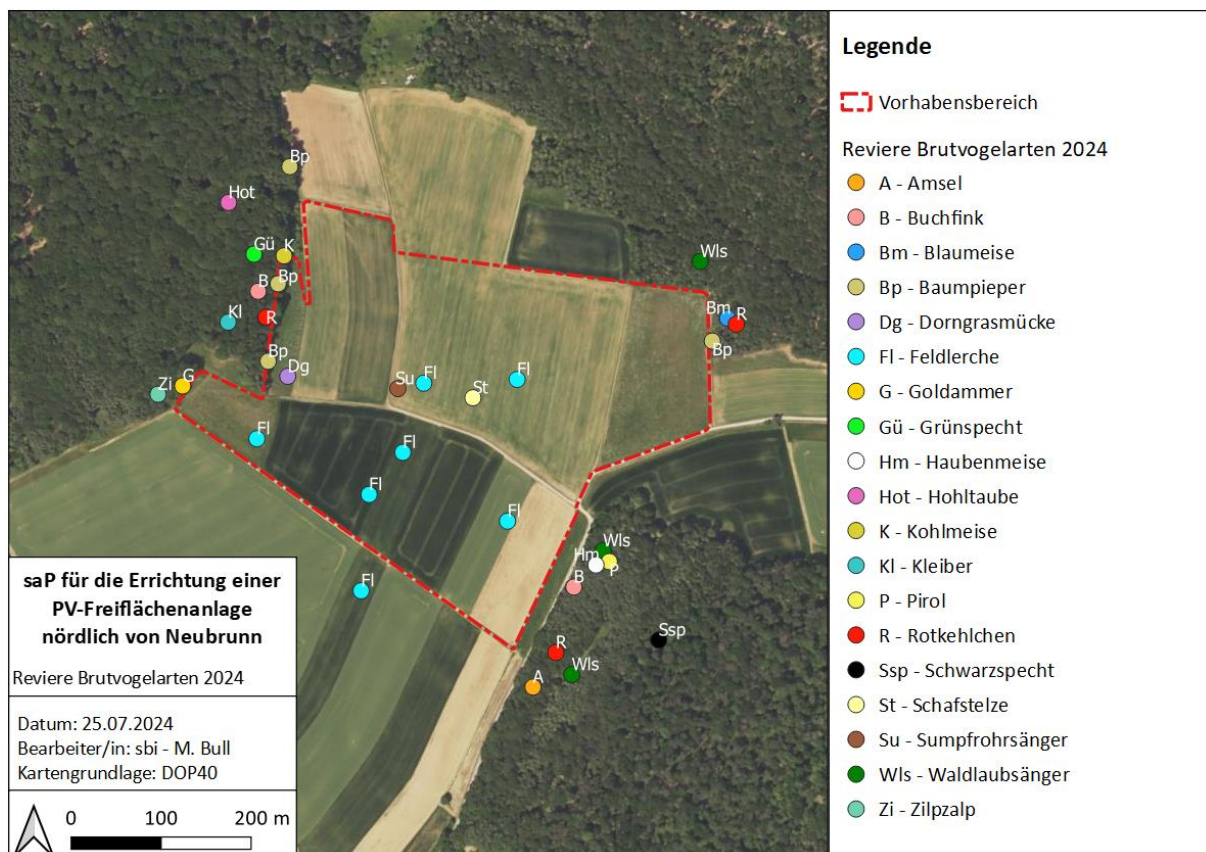 Bp
Hot
Gü
K
Wls
Bp
B
Kl
R
Bm
R
Bp
Bp
Dg
Zi
G
Su
Fl
St
Fl
Fl
Fl
Fl
Fl
Wls
Hm
P
B
Fl
R
Ssp
Wls
A
saP für die Errichtung einer
PV-Freiflächenanlage
nördlich von Neubrunn
Reviere Brutvogelarten 2024
Datum: 25.07.2024
Bearbeiter/in: sbi - M. Bull
Kartengrundlage: DOP40
0 100 200 m
Legende
Vorhabensbereich
Reviere Brutvogelarten 2024
A - Amsel
B - Buchfink
Bm - Blaumeise
Bp - Baumpieper
Dg - Dorngrasmücke
Fl - Feldlerche
G - Goldammer
Gü - Grünspecht
Hm - Haubenmeise
Hot - Hohltaube
K - Kohlmeise
Kl - Kleiber
P - Pirol
R - Rotkehlchen
Ssp - Schwarzspecht
St - Schafstelze
Su - Sumpfrohrsänger
Wls - Waldlaubsänger
Zi - Zilpzalp